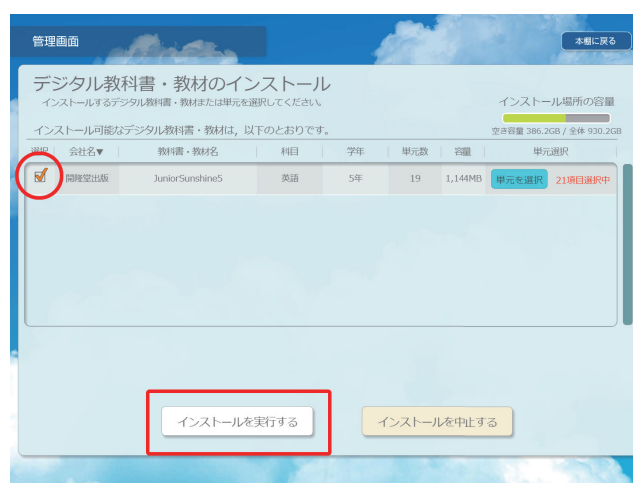 管理画面
本棚に戻る
デジタル教科書・教材のインストール
インストールするデジタル教科書・教材または単元を選択してください。
インストール場所の容量
空き容量 386.2GB / 全体 930.2GB
インストール可能なデジタル教科書・教材は，以下のとおりです。
選択 会社名▼ 教科書・教材名 科目 学年 単元数 容量 単元選択
開隆堂出版 JuniorSunshine5 英語 5年 19 1,144MB 単元を選択 21項目選択中
インストールを実行する
インストールを中止する